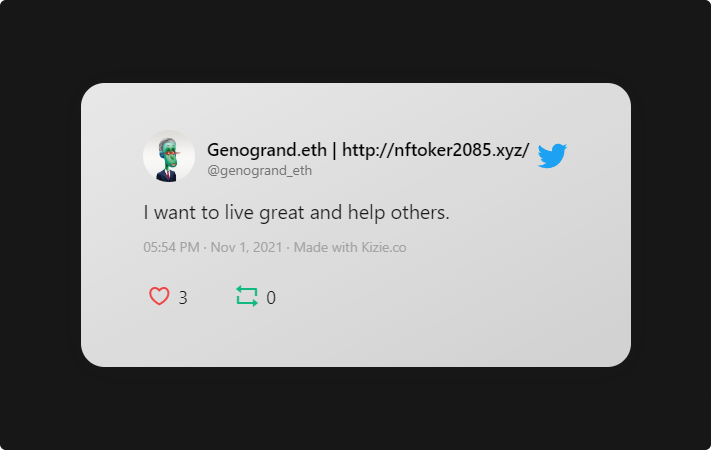 Genogrand.eth | http://nftoker2085.xyz/
@genogrand_eth
I want to live great and help others.
05:54 PM · Nov 1, 2021 · Made with Kizie.co
3 0